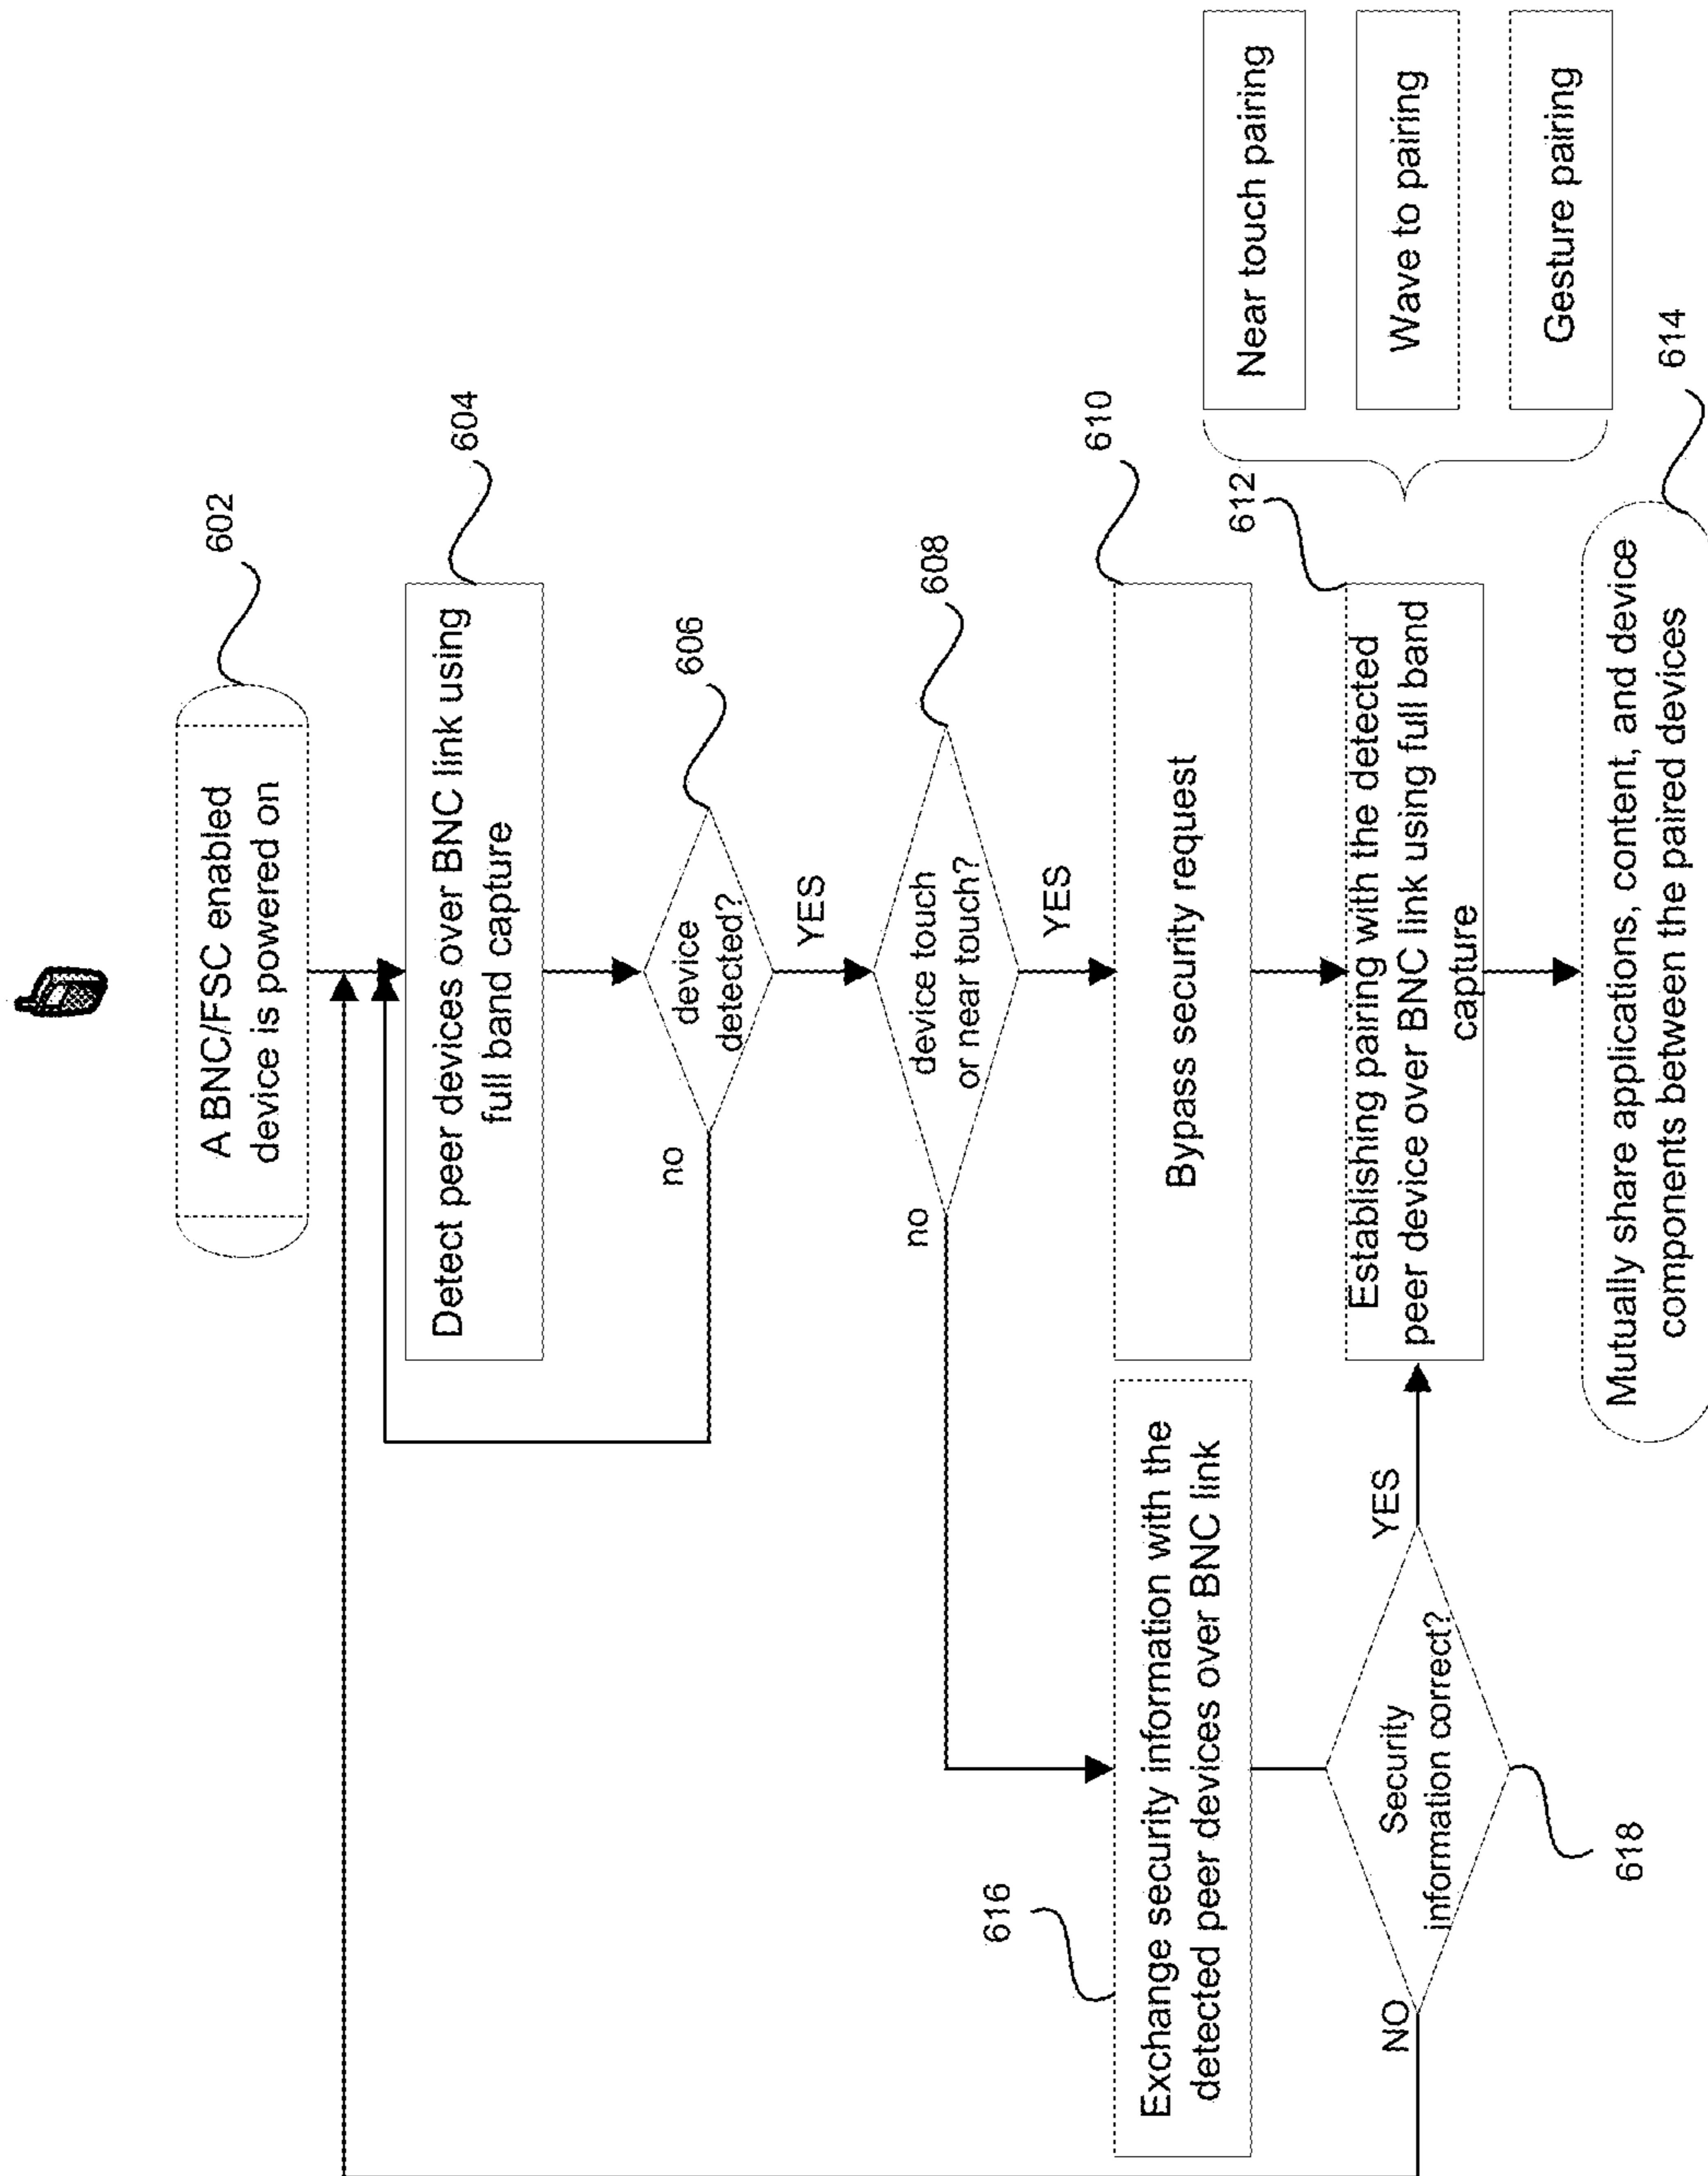 A BNC/FSC enabled
device is powered on
602
Detect peer devices over BNC link using
full band capture
604
device
detected?
606
no
YES
device touch
or near touch?
608
no
YES
Exchange security information with the
detected peer devices over BNC link
616
Bypass security request
610
Security
information correct?
618
NO
YES
Establishing pairing with the detected
peer device over BNC link using full band
capture
612
Near touch pairing
Wave to pairing
Gesture pairing
Mutually share applications, content, and device
components between the paired devices
614